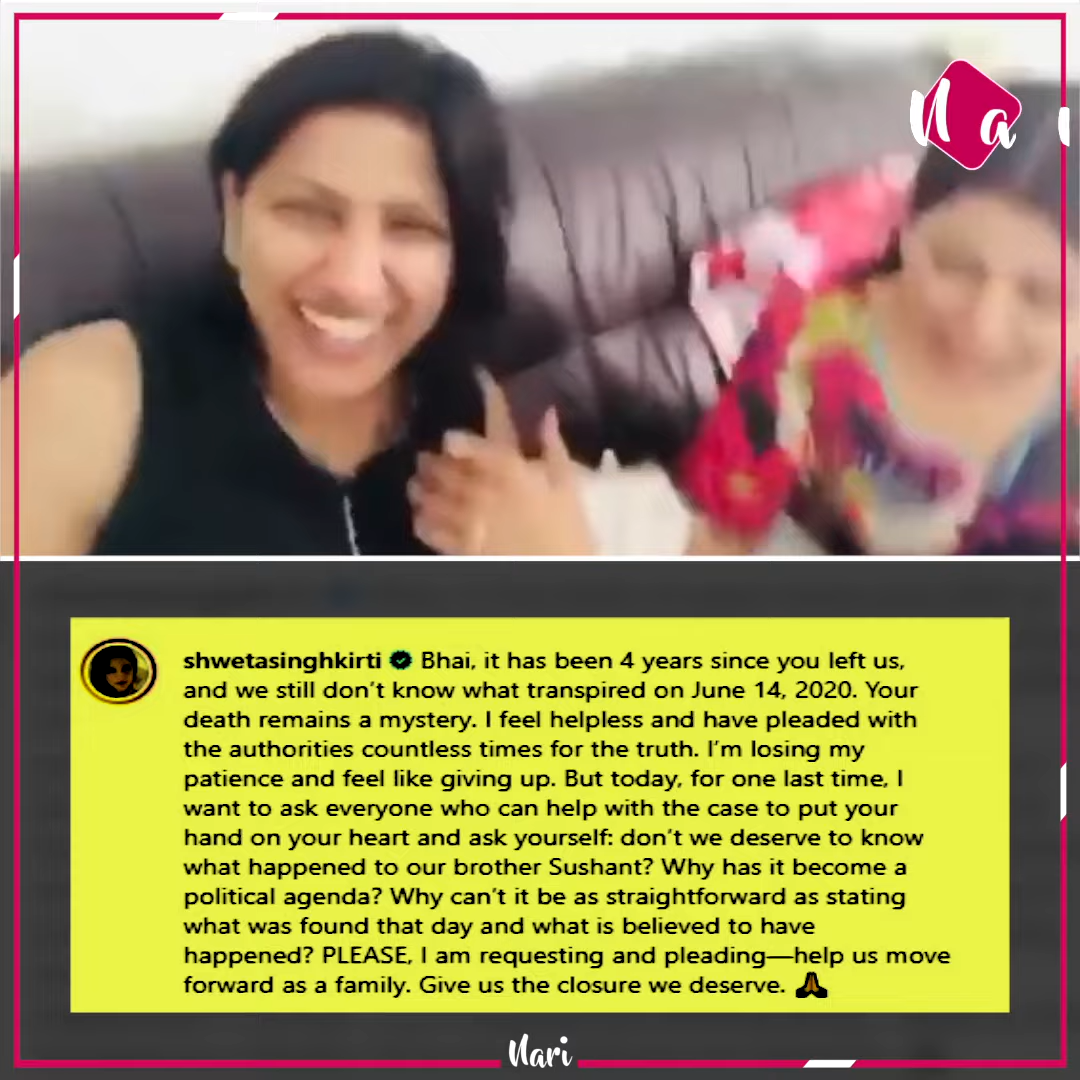 N a
shwetasinghkirti Bhai, it has been 4 years since you left us,
and we still don't know what transpired on June 14, 2020. Your
death remains a mystery. I feel helpless and have pleaded with
the authorities countless times for the truth. I'm losing my
patience and feel like giving up. But today, for one last time, I
want to ask everyone who can help with the case to put your
hand on your heart and ask yourself: don't we deserve to know
what happened to our brother Sushant? Why has it become a
political agenda? Why can't it be as straightforward as stating
what was found that day and what is believed to have
happened? PLEASE, I am requesting and pleading—help us move
forward as a family. Give us the closure we deserve. 🙏
Nari